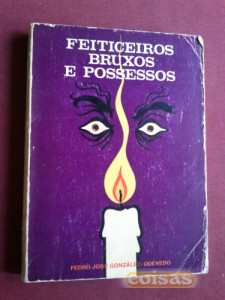 FEITICEIROS
BRUXOS
E POSSESSOS
PEDRO JOSÉ GONZÁLEZ-QUEVEDO
coisas